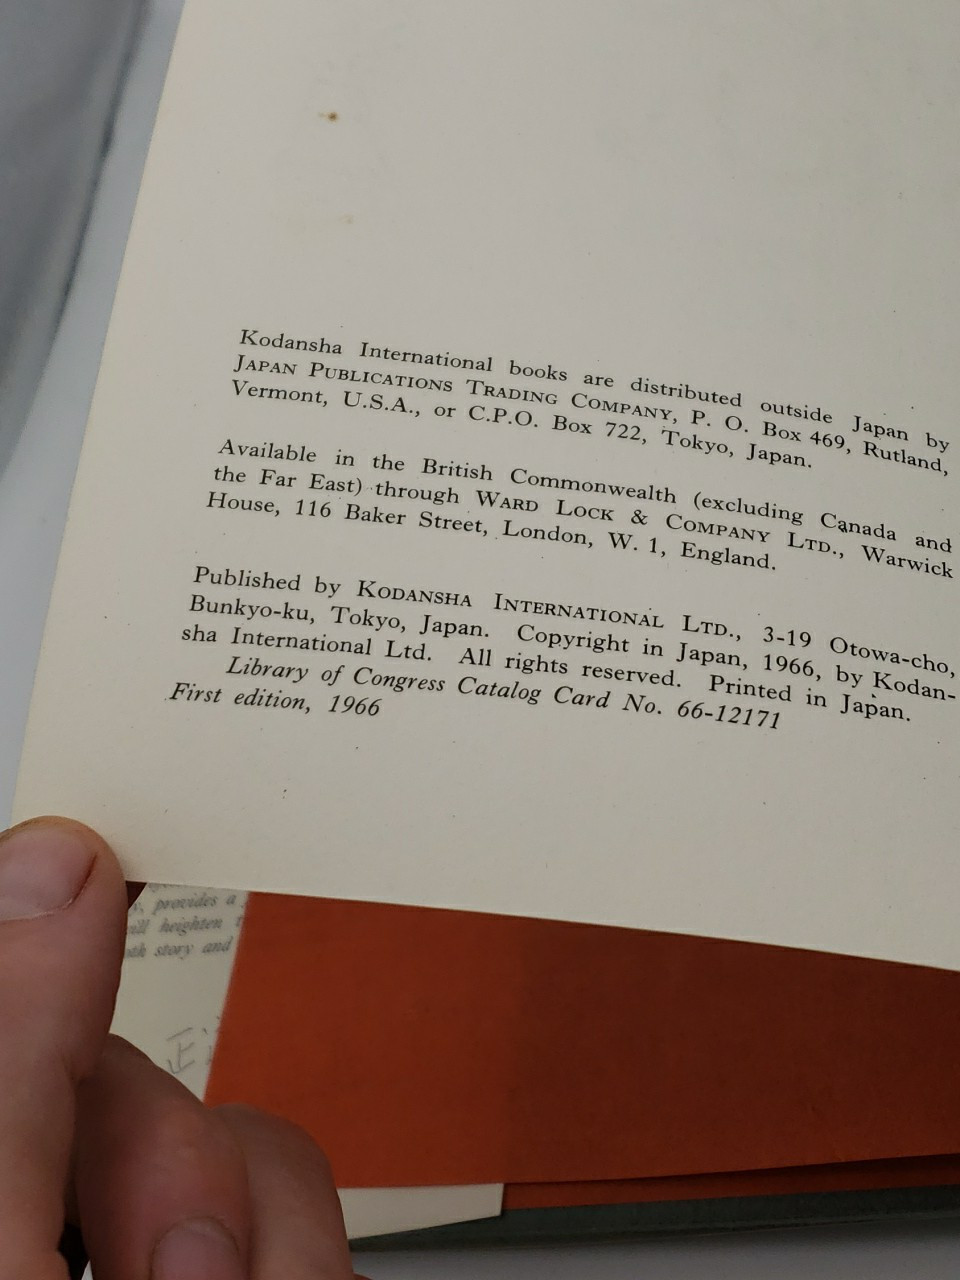 Kodansha International books are distributed outside Japan by
JAPAN PUBLICATIONS TRADING COMPANY, P. O. Box 469, Rutland,
Vermont, U.S.A., or C.P.O. Box 722, Tokyo, Japan.
Available in the British Commonwealth (excluding Canada and
the Far East) through WARD LOCK & COMPANY LTD., Warwick
House, 116 Baker Street, London, W. 1, England.
Published by KODANSHA INTERNATIONAL LTD., 3-19 Otowa-cho,
Bunkyo-ku, Tokyo, Japan. Copyright in Japan, 1966, by Kodan-
sha International Ltd. All rights reserved. Printed in Japan.
Library of Congress Catalog Card No. 66-12171
First edition, 1966
provides a
heighten
story and
正